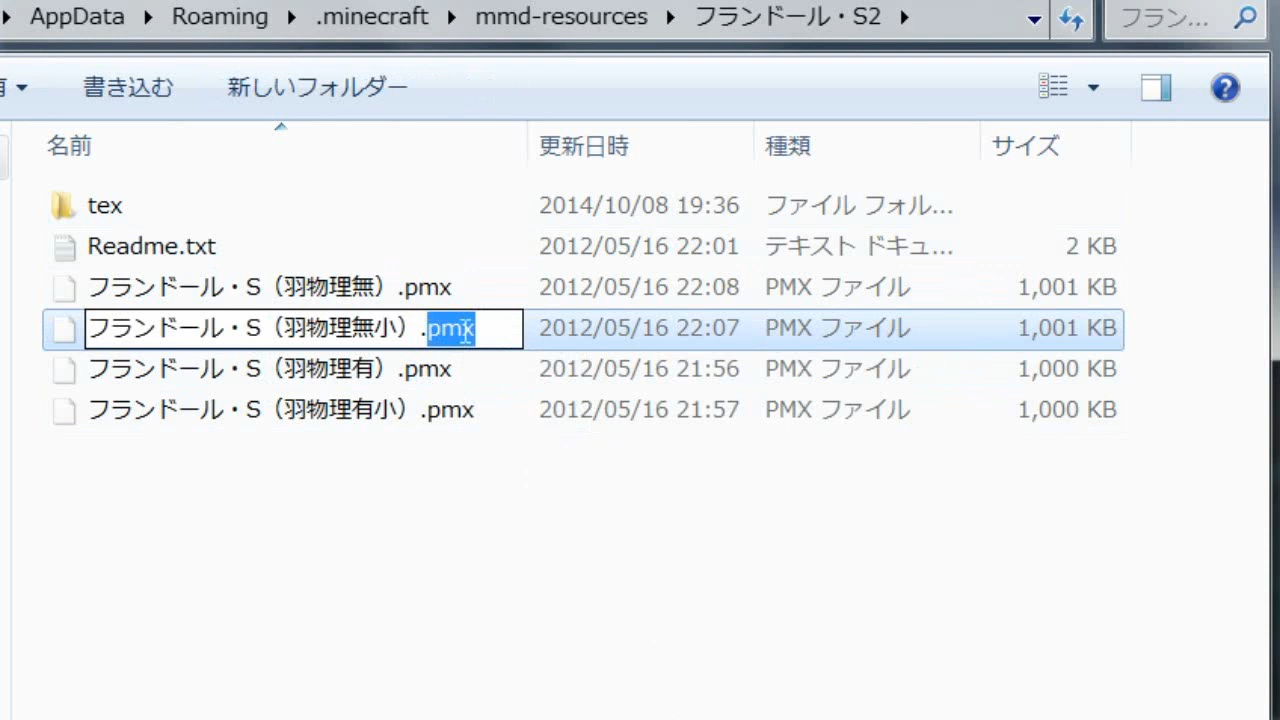 AppData ▸ Roaming ▸ .minecraft ▸ mmd-resources ▸ フランドール・S2 ▸ フラン...
書き込む 新しいフォルダー
名前 更新日時 種類 サイズ
tex 2014/10/08 19:36 ファイル フォル...
Readme.txt 2012/05/16 22:01 テキスト ドキュ... 2 KB
フランドール・S（羽物理無）.pmx 2012/05/16 22:08 PMX ファイル 1,001 KB
フランドール・S（羽物理無小）.pmx 2012/05/16 22:07 PMX ファイル 1,001 KB
フランドール・S（羽物理有）.pmx 2012/05/16 21:56 PMX ファイル 1,000 KB
フランドール・S（羽物理有小）.pmx 2012/05/16 21:57 PMX ファイル 1,000 KB